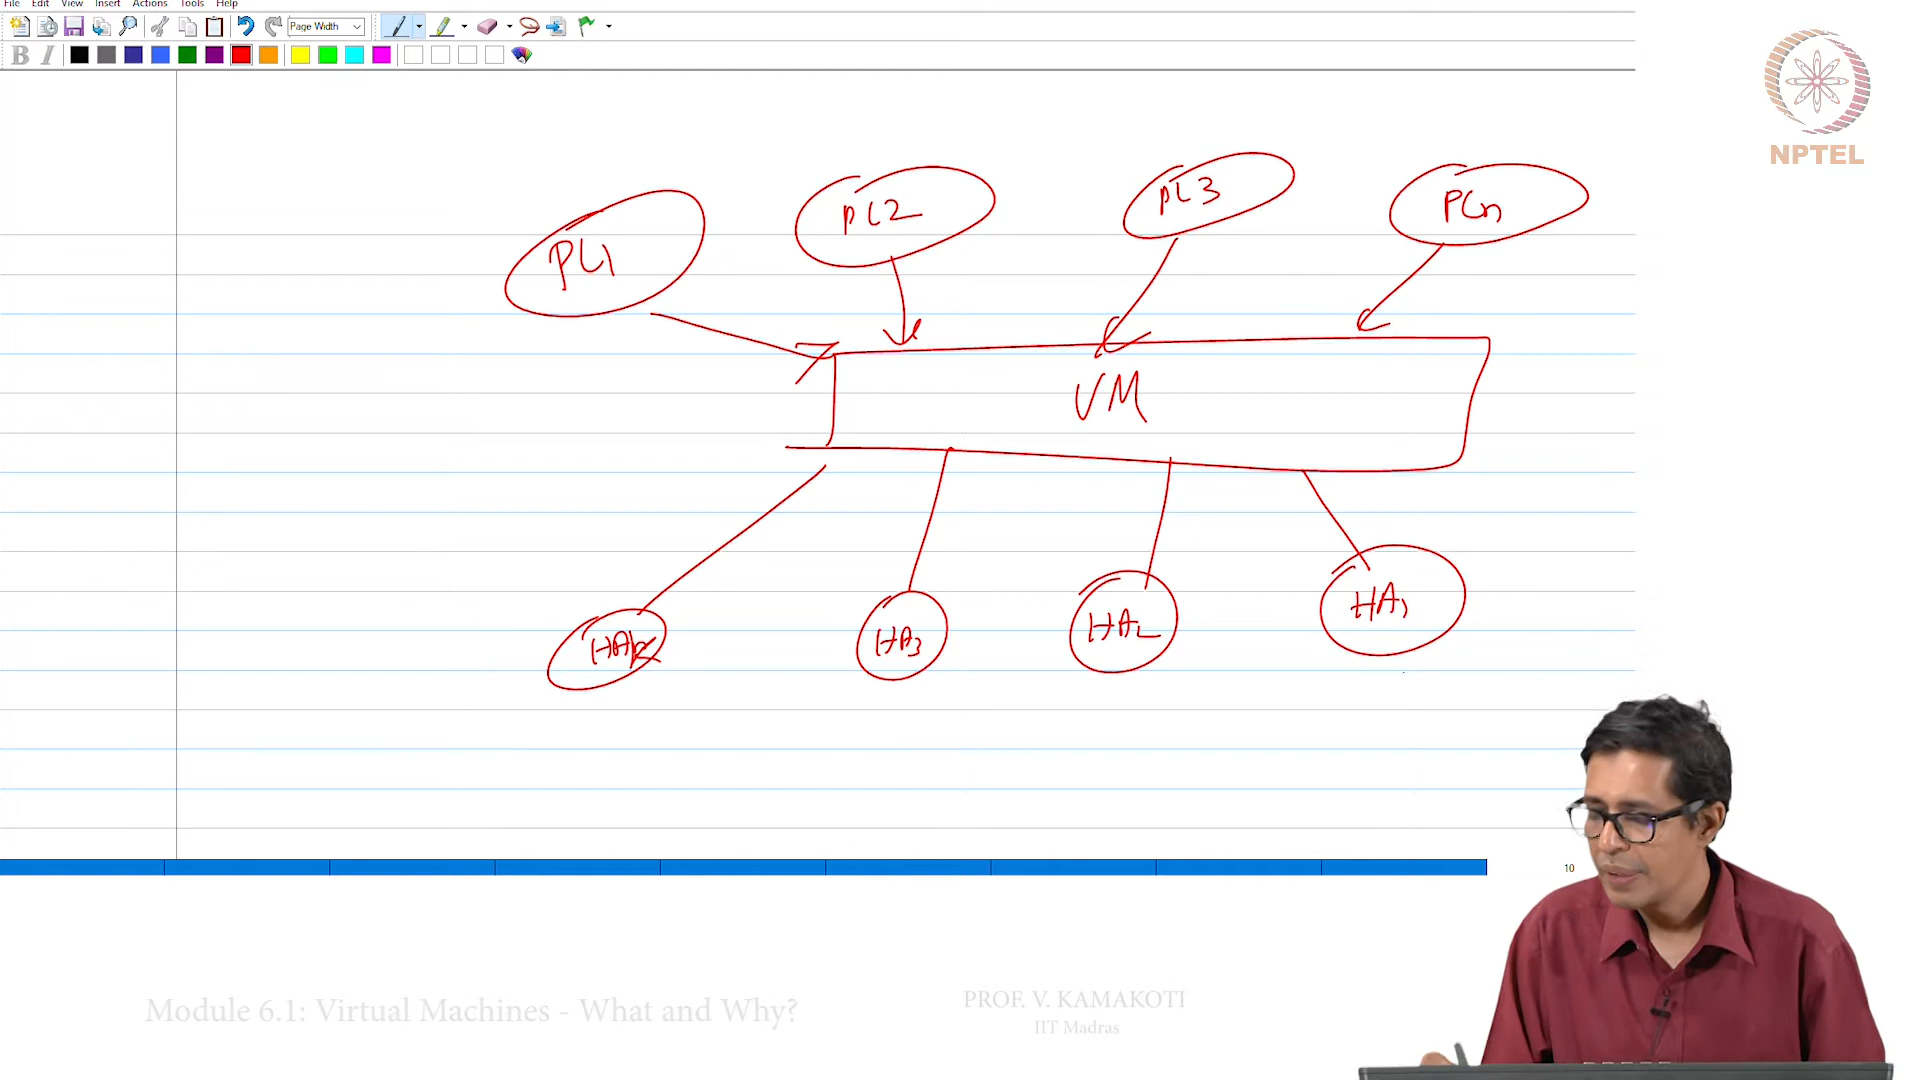 File Edit View Insert Actions Tools Help
Page Width
B I
NPTEL
PL1 PL2 PL3 PLn
VM
HAk HA3 HA2 HA1
10
Module 6.1: Virtual Machines - What and Why?
PROF. V. KAMAKOTI
IIT Madras